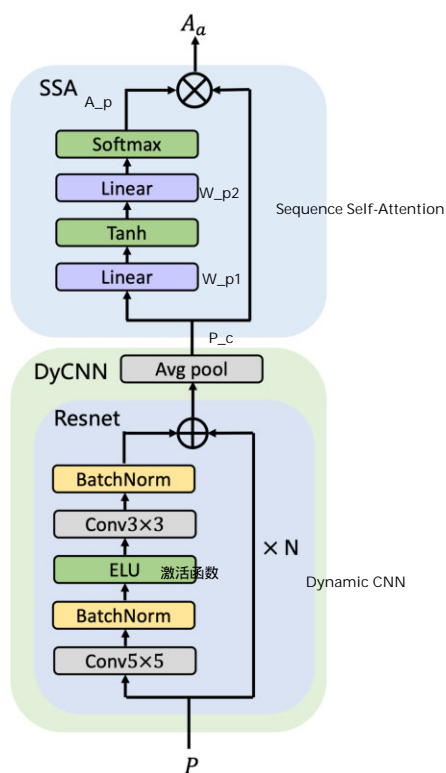 A_a
SSA
A_p
Softmax
Linear
W_p2
Sequence Self-Attention
Tanh
Linear
W_p1
P_c
DyCNN
Avg pool
Resnet
BatchNorm
Conv3×3
× N
ELU
激活函数
Dynamic CNN
BatchNorm
Conv5×5
P